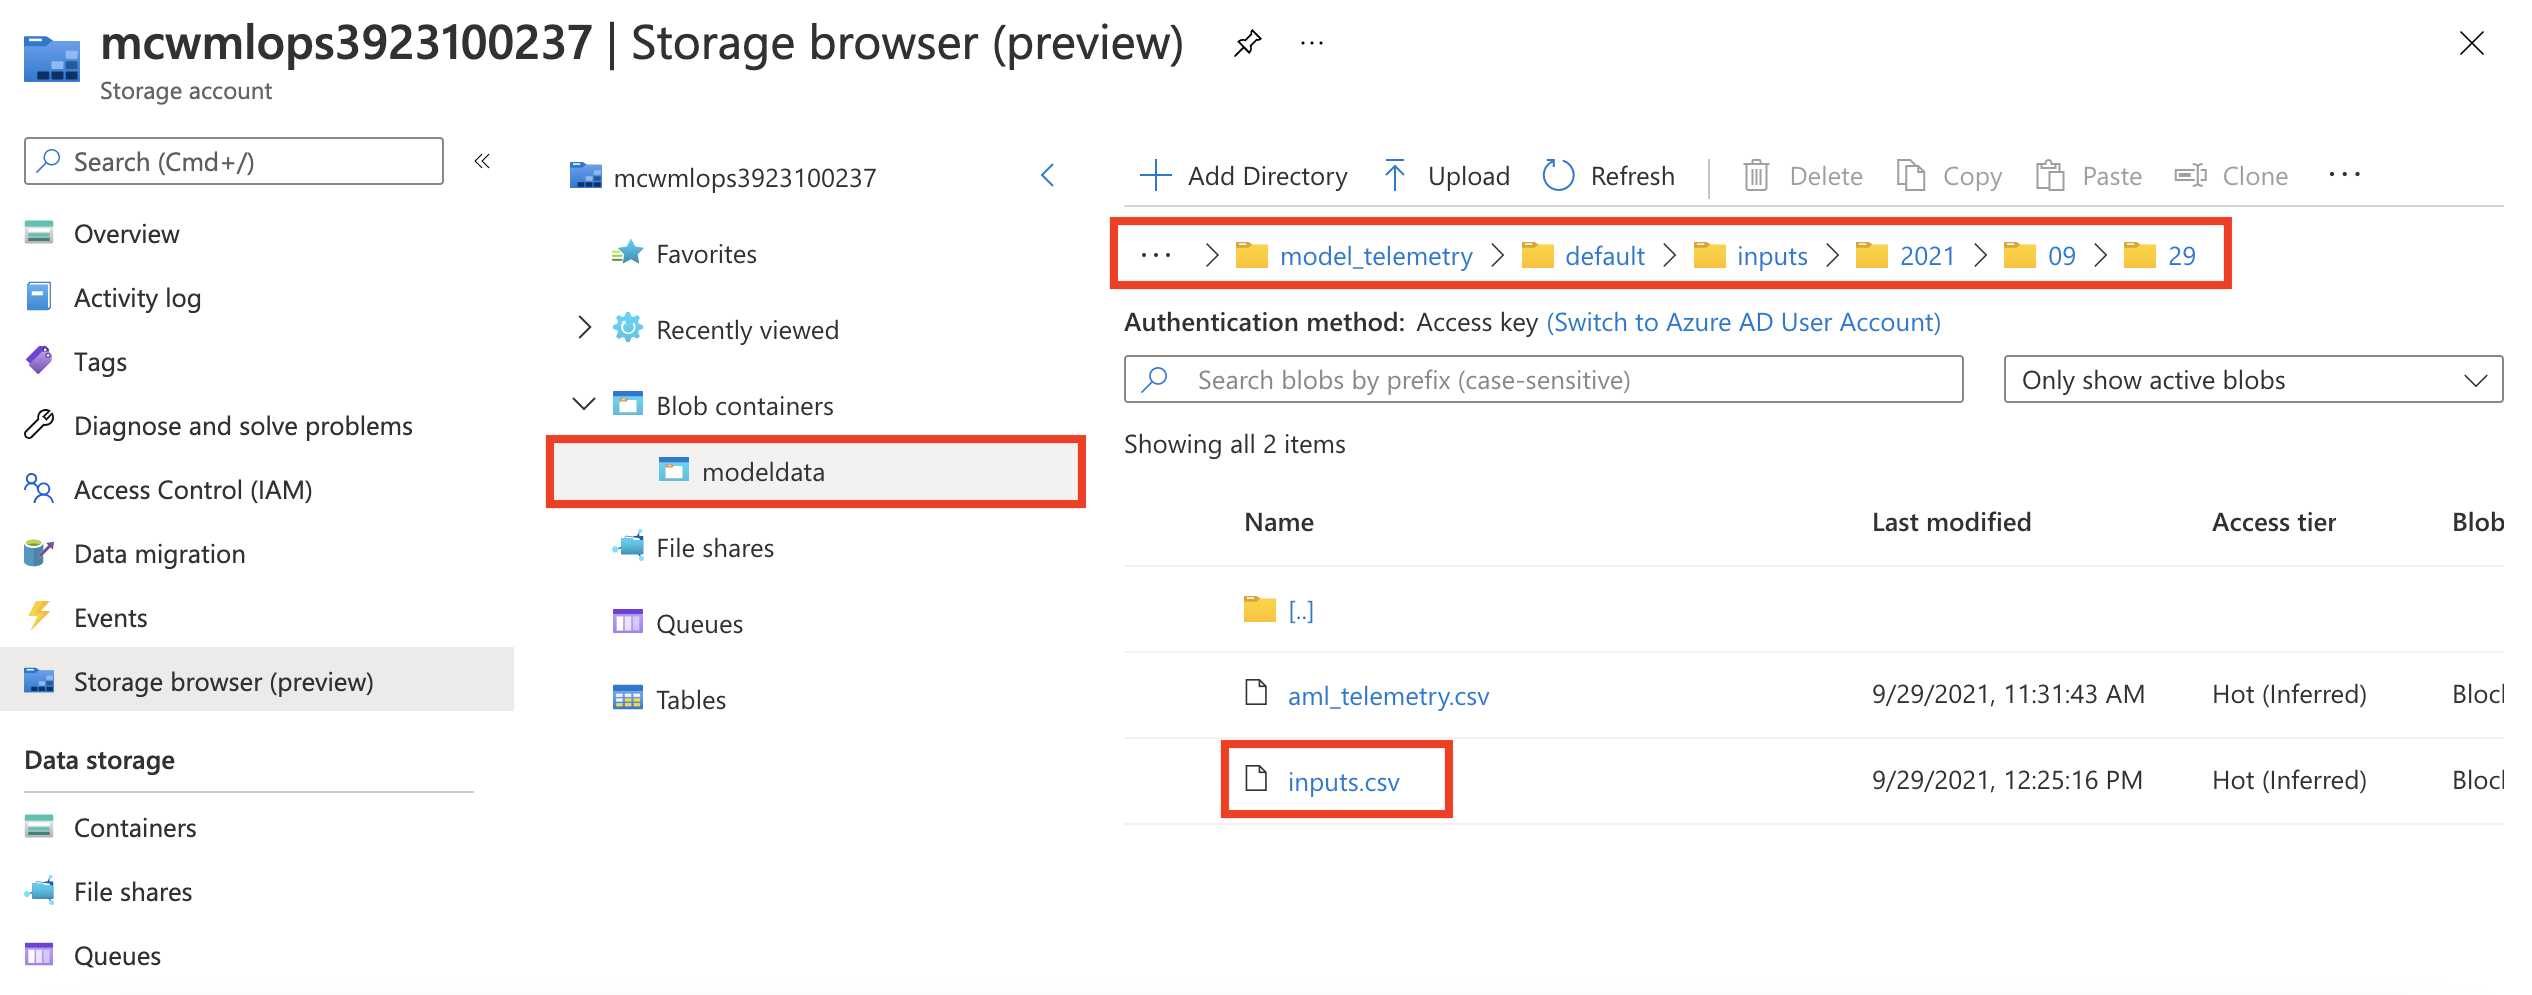 mcwmlops3923100237 | Storage browser (preview)
Storage account
Search (Cmd+/)
Overview
Activity log
Tags
Diagnose and solve problems
Access Control (IAM)
Data migration
Events
Storage browser (preview)
Data storage
Containers
File shares
Queues
mcwmlops3923100237
Favorites
Recently viewed
Blob containers
modeldata
File shares
Queues
Tables
Add Directory Upload Refresh Delete Copy Paste Clone ...
... > model_telemetry > default > inputs > 2021 > 09 > 29
Authentication method: Access key (Switch to Azure AD User Account)
Search blobs by prefix (case-sensitive)
Only show active blobs
Showing all 2 items
Name Last modified Access tier Blob
[..]
aml_telemetry.csv 9/29/2021, 11:31:43 AM Hot (Inferred)
inputs.csv 9/29/2021, 12:25:16 PM Hot (Inferred)